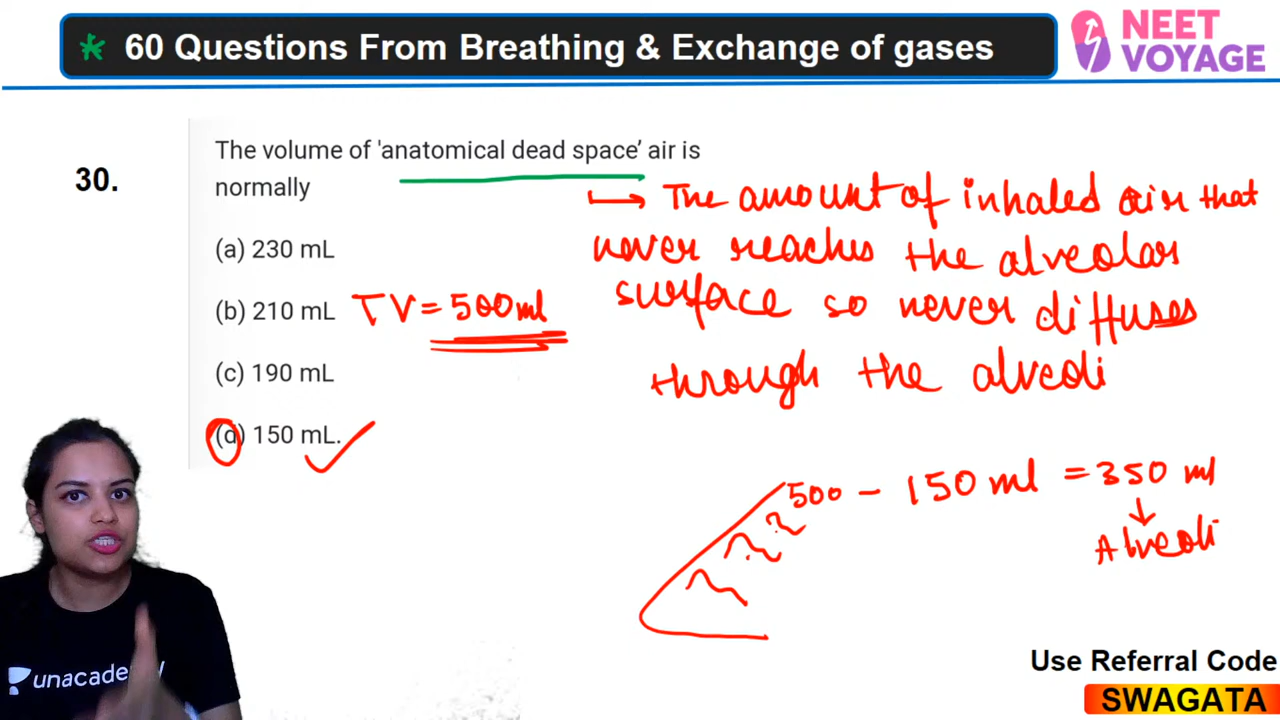 * 60 Questions From Breathing & Exchange of gases
NEET
VOYAGE
30.
The volume of 'anatomical dead space' air is
normally
(a) 230 mL
(b) 210 mL
(c) 190 mL
(d) 150 mL.
→ The amount of inhaled air that
never reaches the alveolar
surface so never diffuses
through the alveoli
TV = 500ml
500 - 150 ml = 350 ml
↓
Alveoli
unacademy
Use Referral Code
SWAGATA